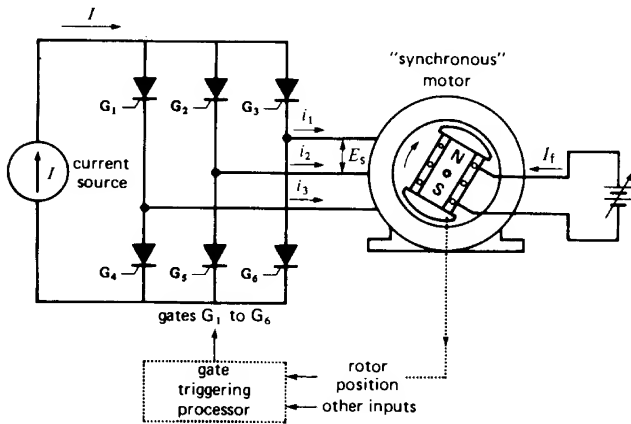 I
"synchronous"
motor
G1
G2
G3
i1
i2
Es
i3
I
current
source
If
N
S
G4
G5
G6
gates G1 to G6
gate
triggering
processor
rotor
position
other inputs